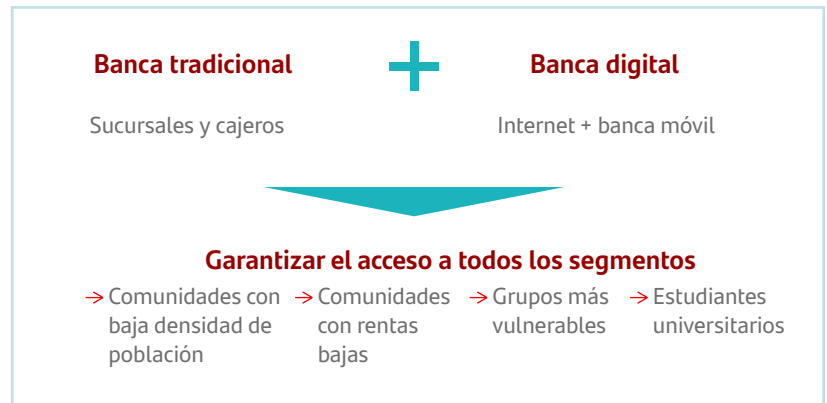 Banca tradicional
Banca digital
Sucursales y cajeros
Internet + banca móvil
Garantizar el acceso a todos los segmentos
→ Comunidades con
baja densidad de
población
→ Comunidades
con rentas
bajas
→ Grupos más
vulnerables
→ Estudiantes
universitarios